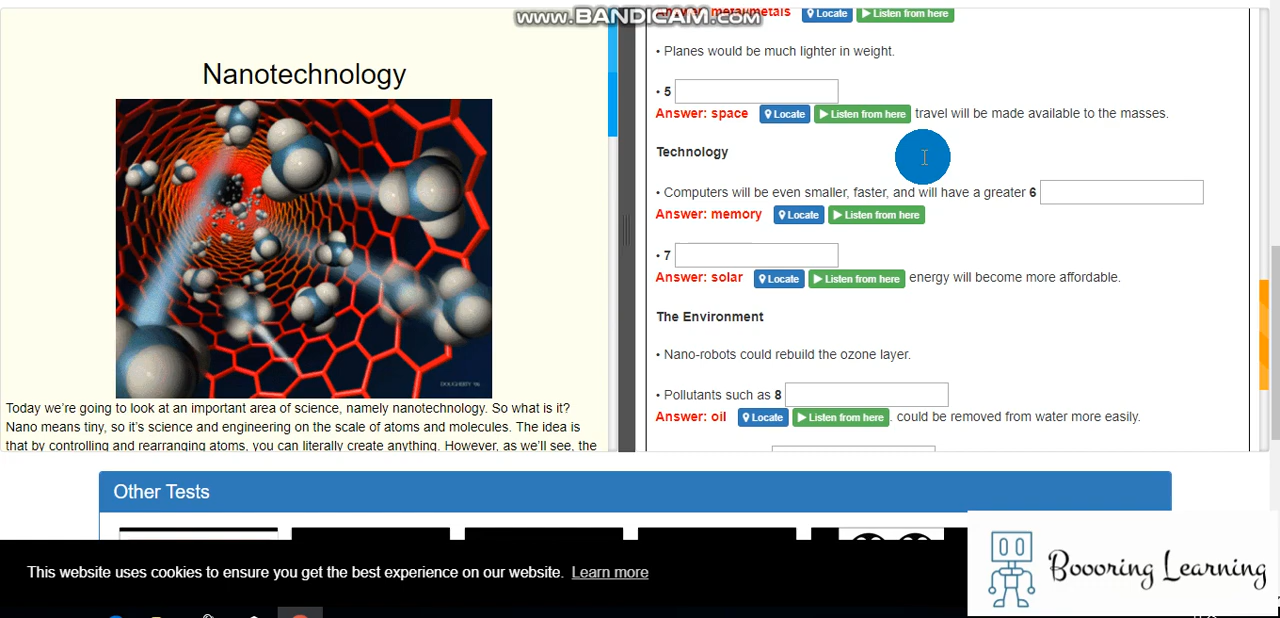 www.BANDICAM.com
Nanotechnology
DOUGHERTY '96
Today we're going to look at an important area of science, namely nanotechnology. So what is it?
Nano means tiny, so it's science and engineering on the scale of atoms and molecules. The idea is
that by controlling and rearranging atoms, you can literally create anything. However, as we'll see, the
metal/metals Locate Listen from here
• Planes would be much lighter in weight.
• 5
Answer: space Locate Listen from here travel will be made available to the masses.
Technology
• Computers will be even smaller, faster, and will have a greater 6
Answer: memory Locate Listen from here
• 7
Answer: solar Locate Listen from here energy will become more affordable.
The Environment
• Nano-robots could rebuild the ozone layer.
• Pollutants such as 8
Answer: oil Locate Listen from here could be removed from water more easily.
Other Tests
This website uses cookies to ensure you get the best experience on our website. Learn more
Boooring Learning